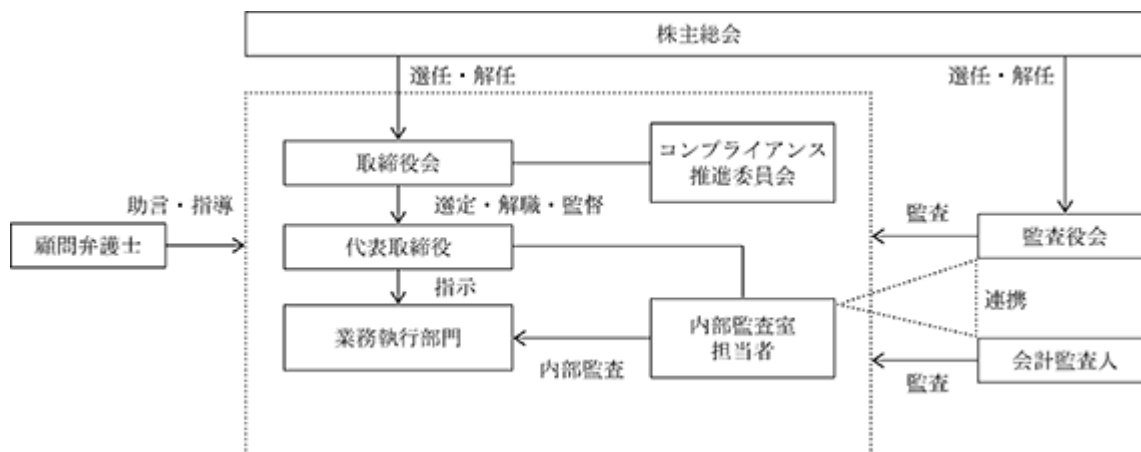 株主総会
選任・解任
選任・解任
取締役会
コンプライアンス
推進委員会
助言・指導
選定・解職・監督
監査
顧問弁護士
代表取締役
監査役会
指示
連携
業務執行部門
内部監査室
担当者
内部監査
会計監査人
監査